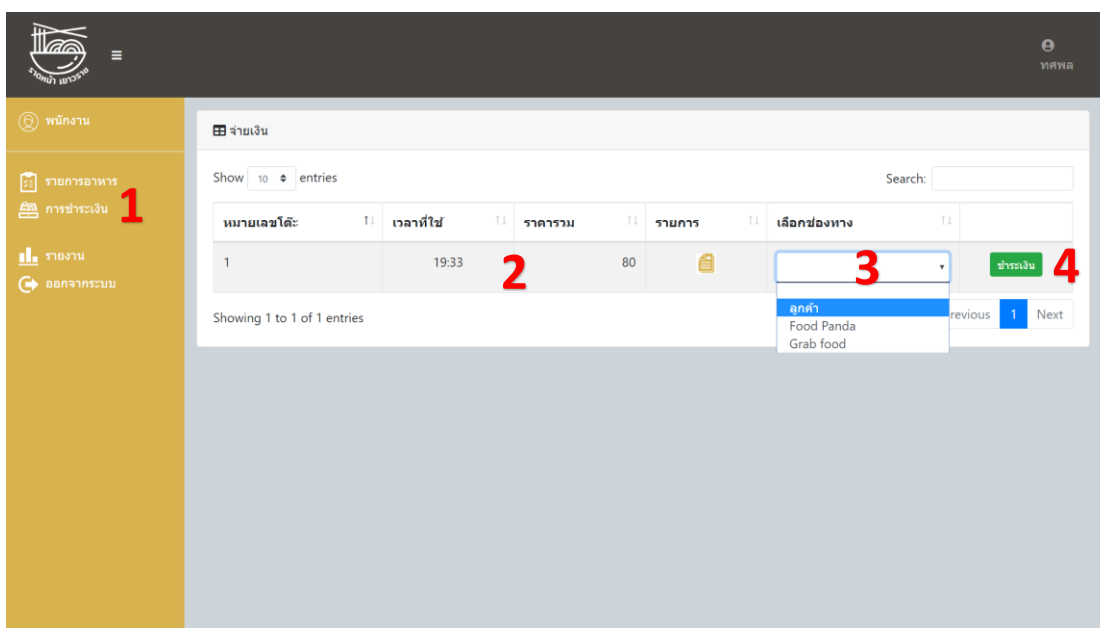 ราดหน้า เยาวราช
ทศพล
พนักงาน
รายการอาหาร
การชำระเงิน
1
รายงาน
ออกจากระบบ
จ่ายเงิน
Show 10 entries
Search:
หมายเลขโต๊ะ เวลาที่ใช้ ราคารวม รายการ เลือกช่องทาง
1 19:33 2 80 3 ชำระเงิน 4
ลูกค้า
Food Panda
Grab food
Showing 1 to 1 of 1 entries
revious 1 Next